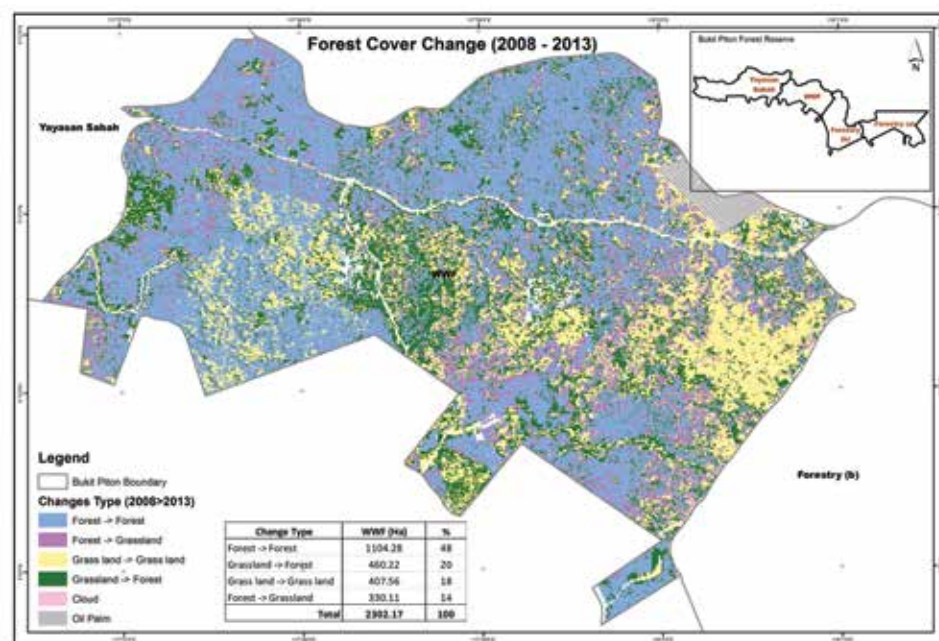 Forest Cover Change (2008 - 2013)
Bukit Piton Forest Reserve
N
Yayasan
Sabah
WWF
Yayasan Sabah
WWF
Forestry (b)
Legend
Bukit Piton Boundary
Changes Type (2008>2013)
Forest -> Forest
Forest -> Grassland
Grass land -> Grass land
Grassland -> Forest
Cloud
Oil Palm
Change Type WWF (Ha) %
Forest -> Forest 1104.28 48
Grassland -> Forest 460.22 20
Grass land -> Grass land 407.56 18
Forest -> Grassland 330.11 14
Total 2302.17 100